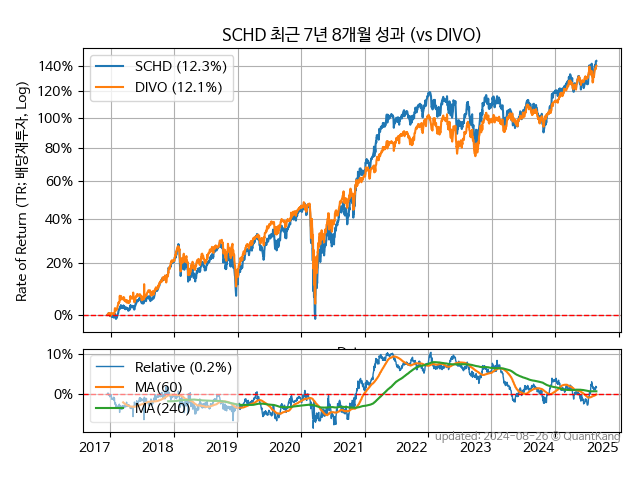 SCHD 최근 7년 8개월 성과 (vs DIVO)
Rate of Return (TR: 배당재투자, Log)
140%
120%
100%
80%
60%
40%
20%
0%
SCHD (12.3%)
DIVO (12.1%)
10%
0%
Relative (0.2%)
MA(60)
MA(240)
2017 2018 2019 2020 2021 2022 2023 2024 2025
updated: 2024-08-26 © QuantKang